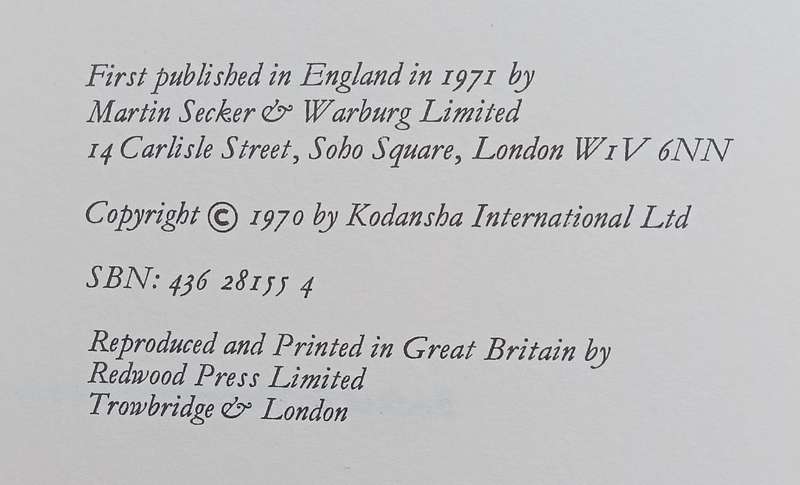 First published in England in 1971 by
Martin Secker & Warburg Limited
14 Carlisle Street, Soho Square, London W1V 6NN
Copyright © 1970 by Kodansha International Ltd
SBN: 436 28155 4
Reproduced and Printed in Great Britain by
Redwood Press Limited
Trowbridge & London